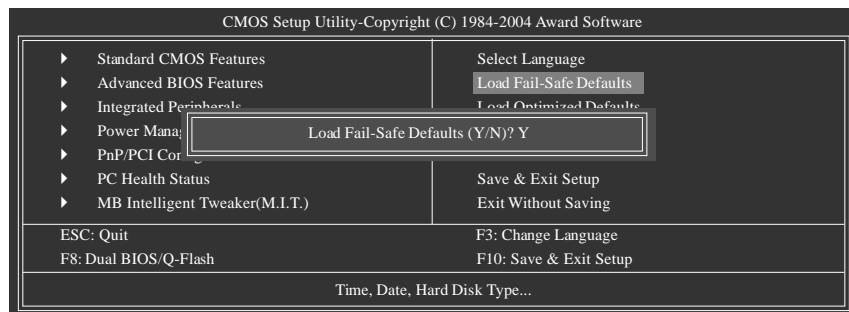 CMOS Setup Utility-Copyright (C) 1984-2004 Award Software
Standard CMOS Features
Advanced BIOS Features
Integrated Peripherals
Power
PnP/PCI
PC Health Status
MB Intelligent Tweaker(M.I.T.)
Select Language
Load Fail-Safe Defaults
Load Optimized Defaults
Save & Exit Setup
Exit Without Saving
Load Fail-Safe Defaults (Y/N)? Y
ESC: Quit
F3: Change Language
F8: Dual BIOS/Q-Flash
F10: Save & Exit Setup
Time, Date, Hard Disk Type...